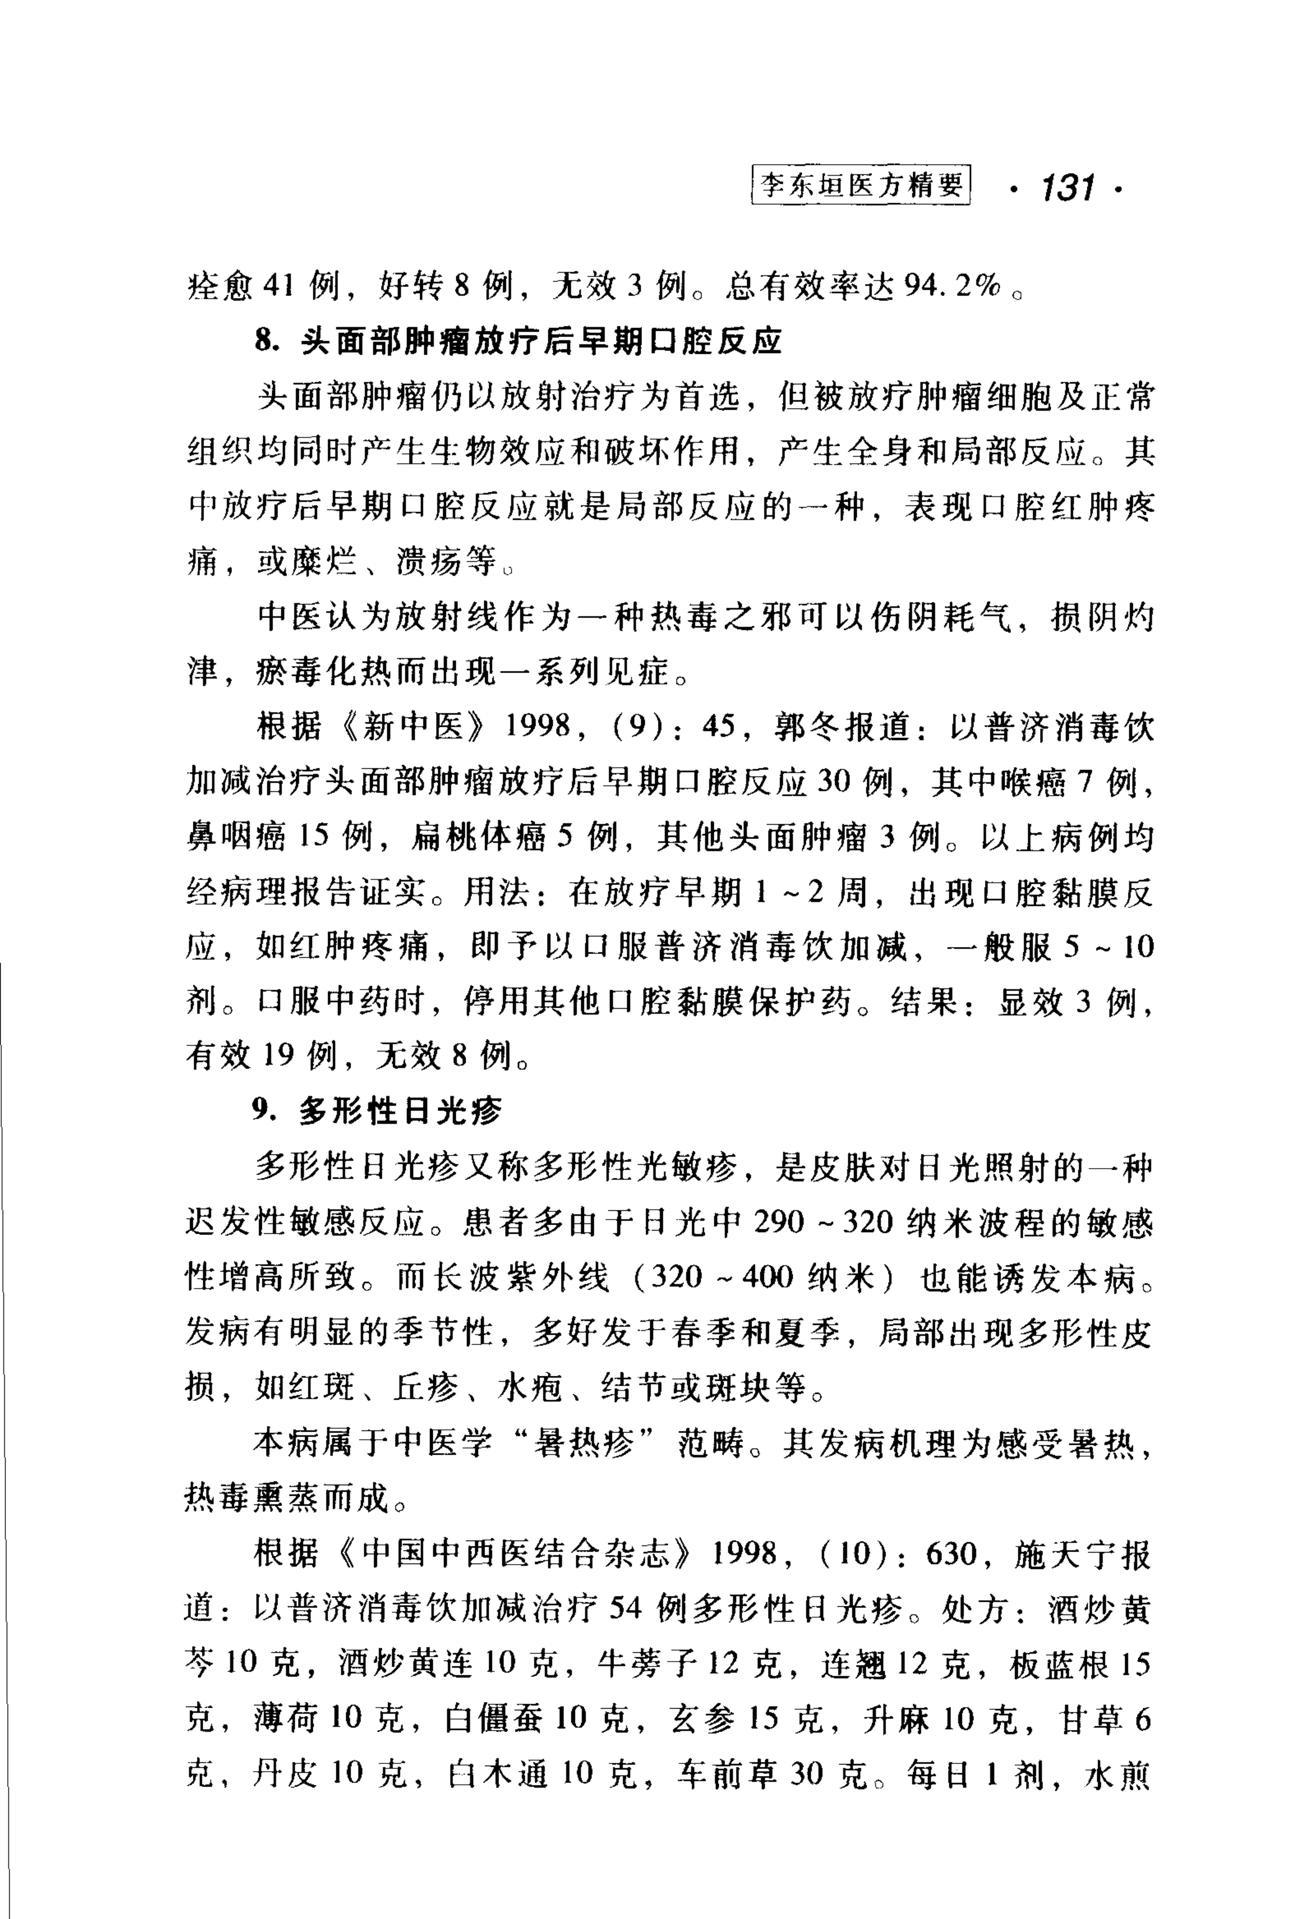 李东垣医方精要 · 131 ·
痊愈 41 例，好转 8 例，无效 3 例。总有效率达 94.2%。
8. 头面部肿瘤放疗后早期口腔反应
头面部肿瘤仍以放射治疗为首选，但被放疗肿瘤细胞及正常
组织均同时产生生物效应和破坏作用，产生全身和局部反应。其
中放疗后早期口腔反应就是局部反应的一种，表现口腔红肿疼
痛，或糜烂、溃疡等。
中医认为放射线作为一种热毒之邪可以伤阴耗气，损阴灼
津，瘀毒化热而出现一系列见症。
根据《新中医》1998，(9)：45，郭冬报道：以普济消毒饮
加减治疗头面部肿瘤放疗后早期口腔反应 30 例，其中喉癌 7 例，
鼻咽癌 15 例，扁桃体癌 5 例，其他头面肿瘤 3 例。以上病例均
经病理报告证实。用法：在放疗早期 1～2 周，出现口腔黏膜反
应，如红肿疼痛，即予以口服普济消毒饮加减，一般服 5～10
剂。口服中药时，停用其他口腔黏膜保护药。结果：显效 3 例，
有效 19 例，无效 8 例。
9. 多形性日光疹
多形性日光疹又称多形性光敏疹，是皮肤对日光照射的一种
迟发性敏感反应。患者多由于日光中 290～320 纳米波程的敏感
性增高所致。而长波紫外线（320～400 纳米）也能诱发本病。
发病有明显的季节性，多好发于春季和夏季，局部出现多形性皮
损，如红斑、丘疹、水疱、结节或斑块等。
本病属于中医学“暑热疹”范畴。其发病机理为感受暑热，
热毒熏蒸而成。
根据《中国中西医结合杂志》1998，(10)：630，施天宁报
道：以普济消毒饮加减治疗 54 例多形性日光疹。处方：酒炒黄
芩 10 克，酒炒黄连 10 克，牛蒡子 12 克，连翘 12 克，板蓝根 15
克，薄荷 10 克，白僵蚕 10 克，玄参 15 克，升麻 10 克，甘草 6
克，丹皮 10 克，白木通 10 克，车前草 30 克。每日 1 剂，水煎